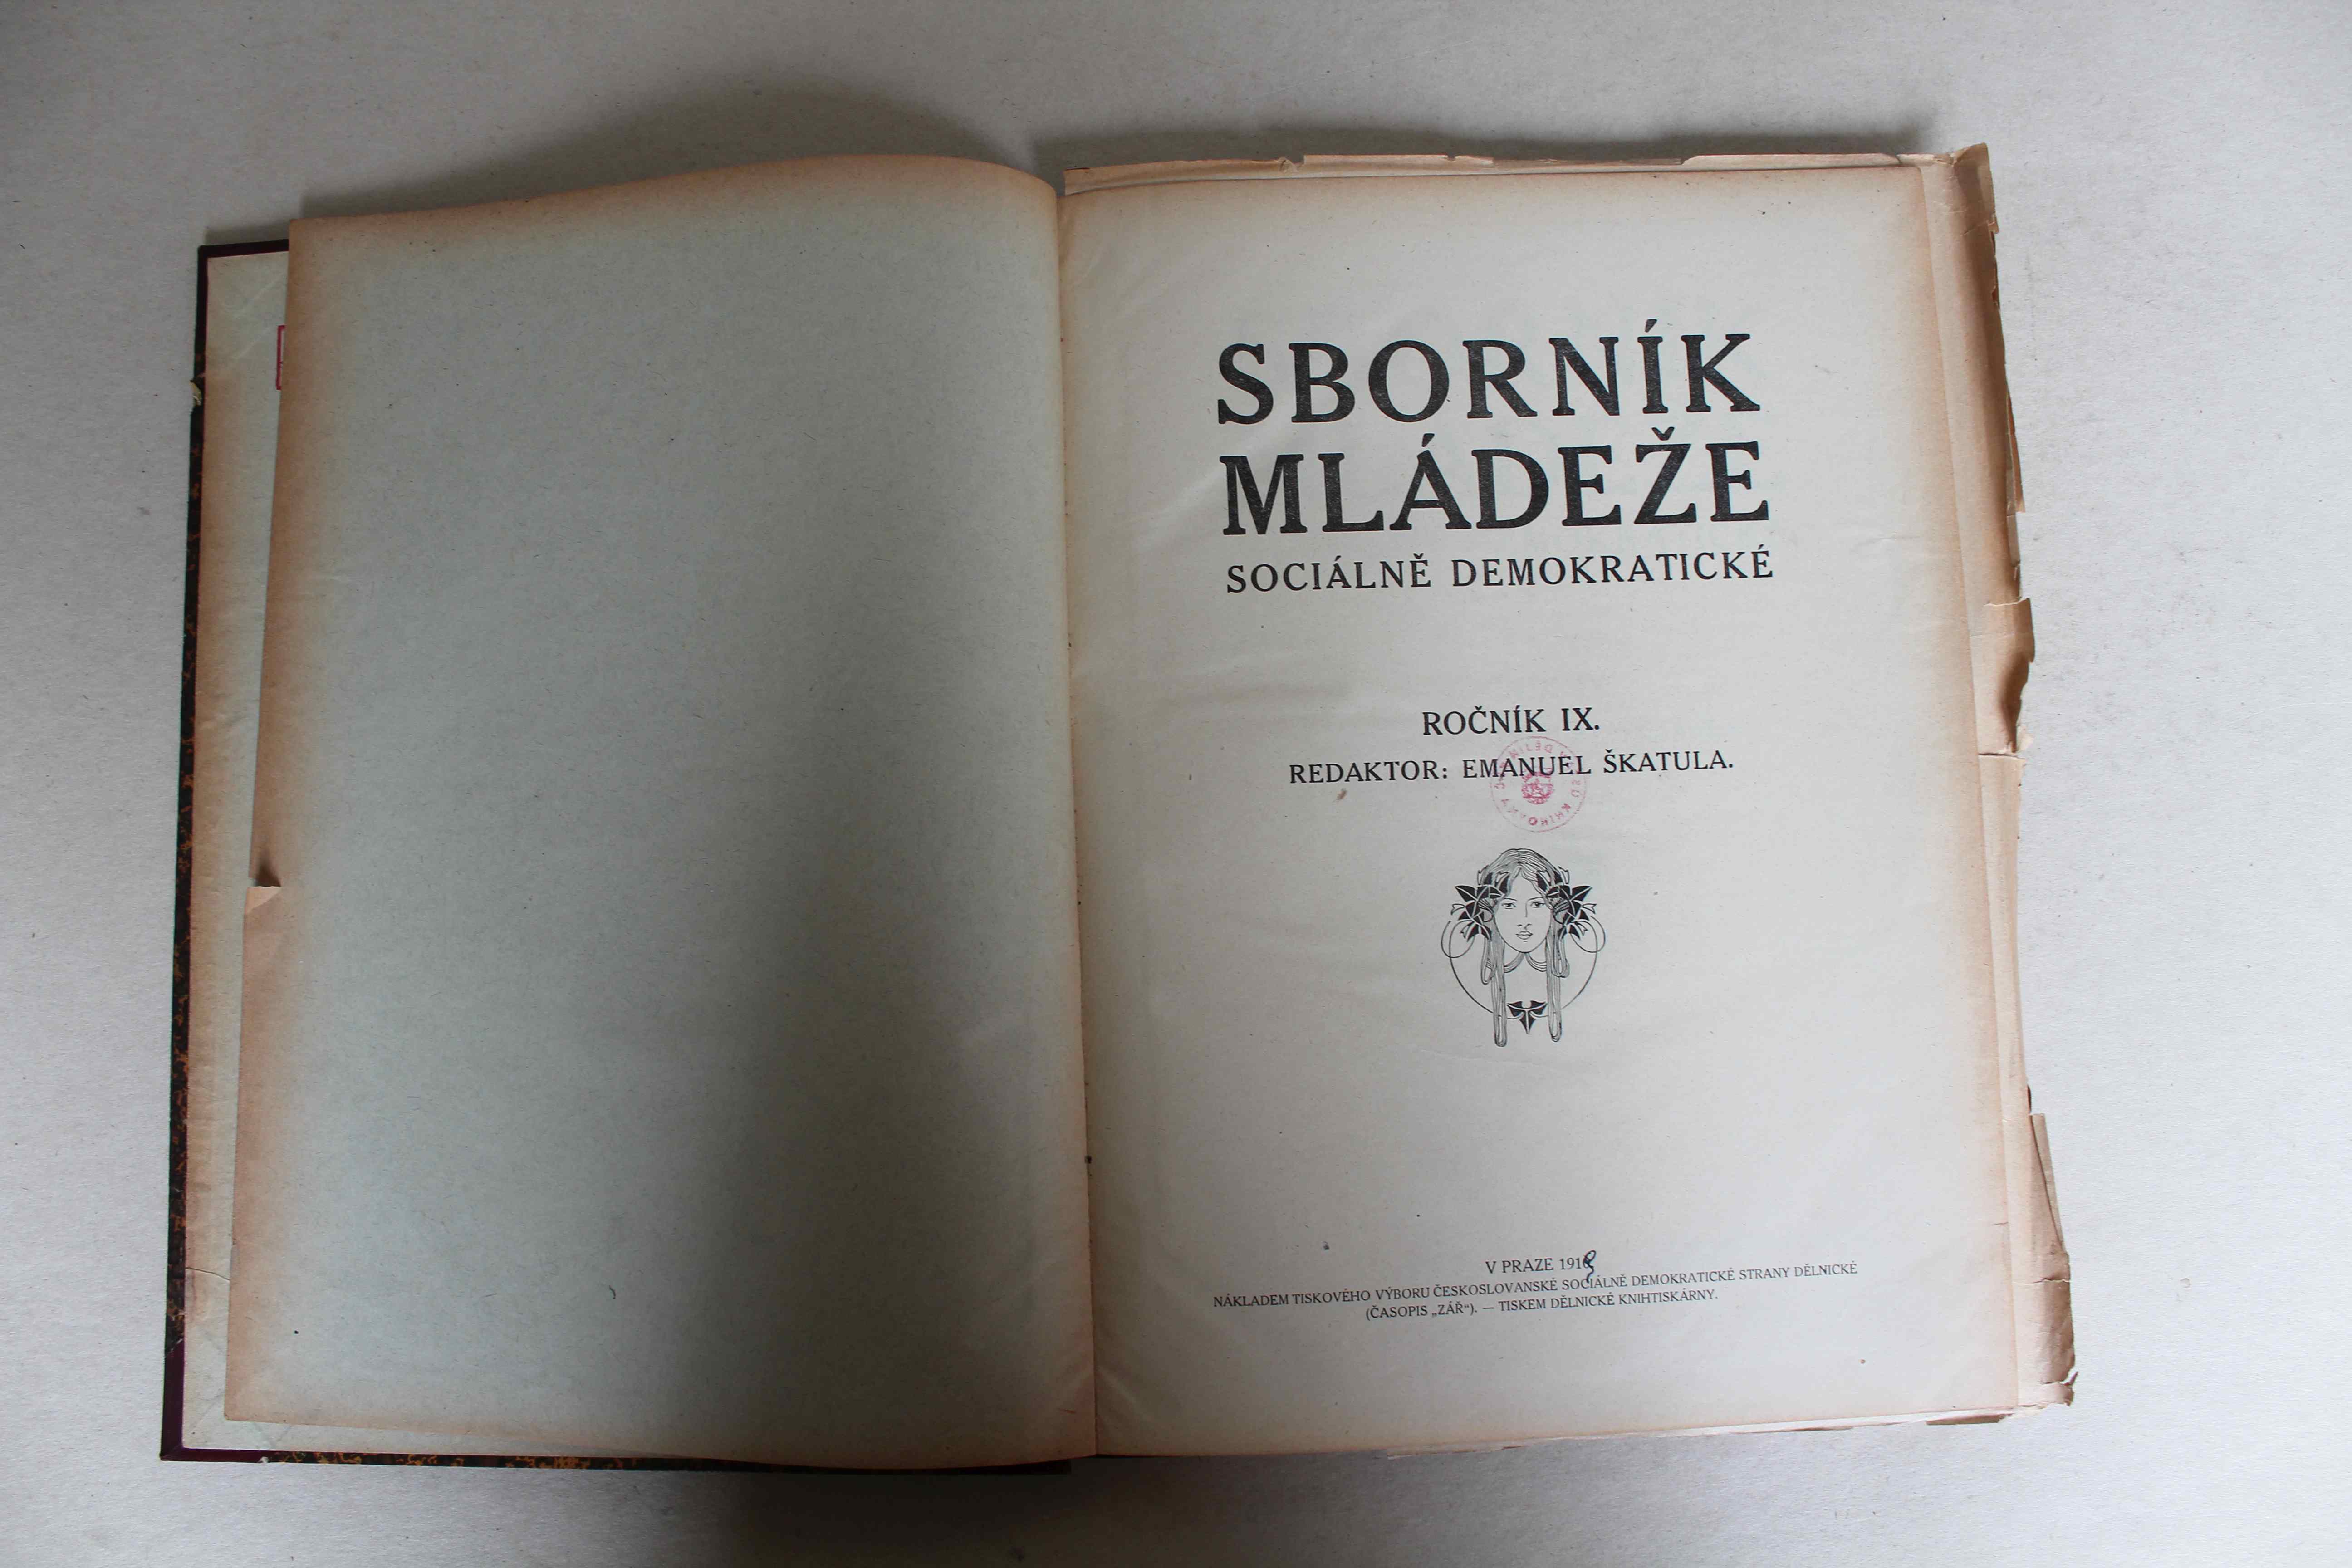 SBORNÍK
MLÁDEŽE
SOCIÁLNĚ DEMOKRATICKÉ
ROČNÍK IX.
REDAKTOR: EMANUEL ŠKATULA.
V PRAZE
NÁKLADEM TISKOVÉHO VÝBORU ČESKOSLOVANSKÉ SOCIÁLNĚ DEMOKRATICKÉ STRANY DĚLNICKÉ
(ČASOPIS „ZÁŘ“). — TISKEM DĚLNICKÉ KNIHTISKÁRNY.